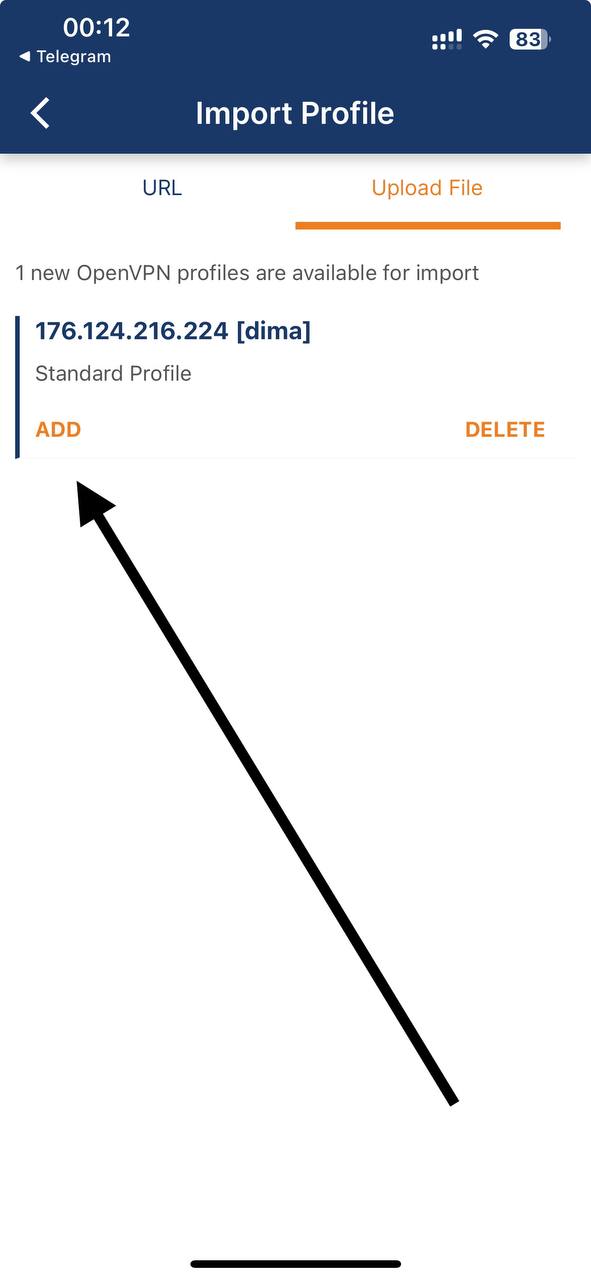 00:12
◀ Telegram
83
Import Profile
URL
Upload File
1 new OpenVPN profiles are available for import
176.124.216.224 [dima]
Standard Profile
ADD
DELETE